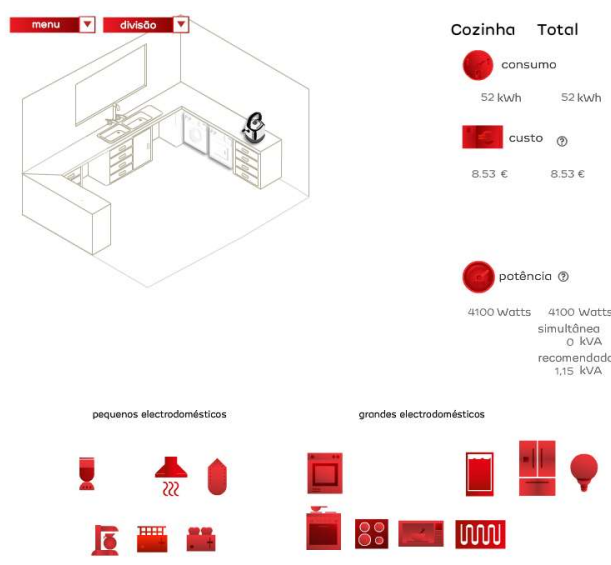 menu
divisão
Cozinha Total
consumo
52 kWh 52 kWh
custo ?
8.53 € 8.53 €
potência ?
4100 Watts 4100 Watts
simultânea
0 kVA
recomendada
1,15 kVA
pequenos electrodomésticos
grandes electrodomésticos